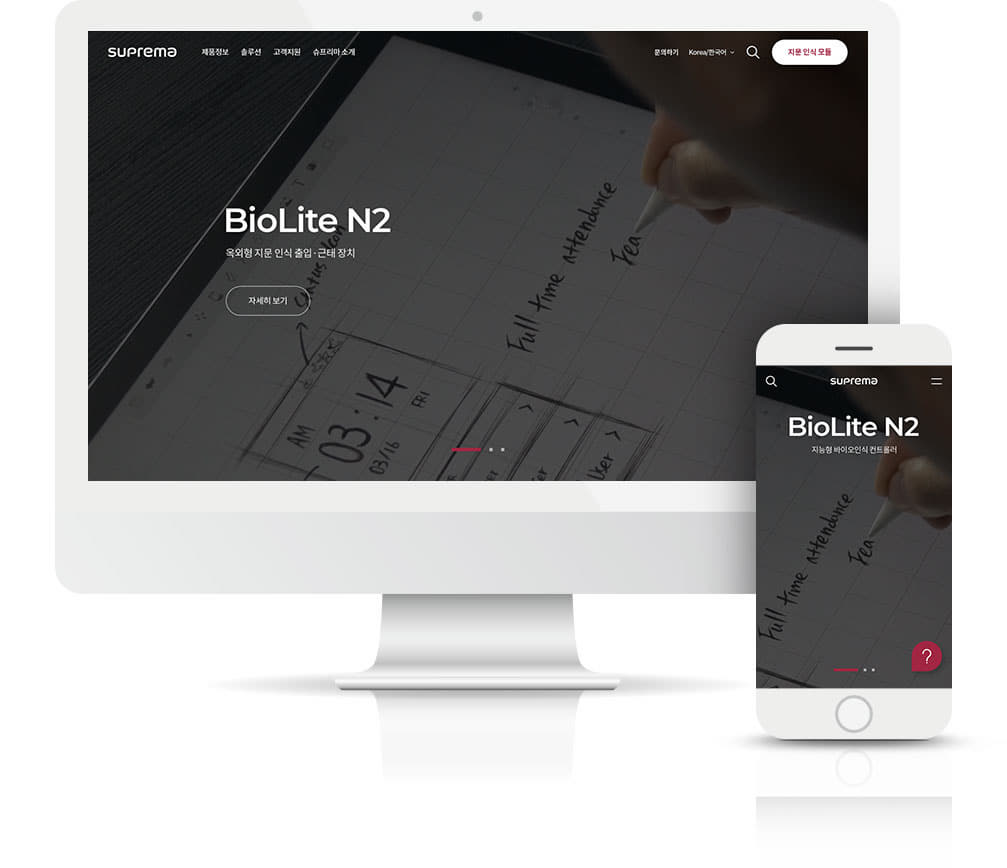 suprema 제품정보 솔루션 고객지원 슈프리마 소개 문의하기 Korea/한국어 지문 인식 모듈
BioLite N2
옥외형 지문 인식 출입·근태 장치
자세히 보기
Status Icon
Full time Attendance
Fea
AM 03:14 FRI
03/16
User
suprema
BioLite N2
지능형 바이오인식 컨트롤러
Full time Attendance
Fea
?